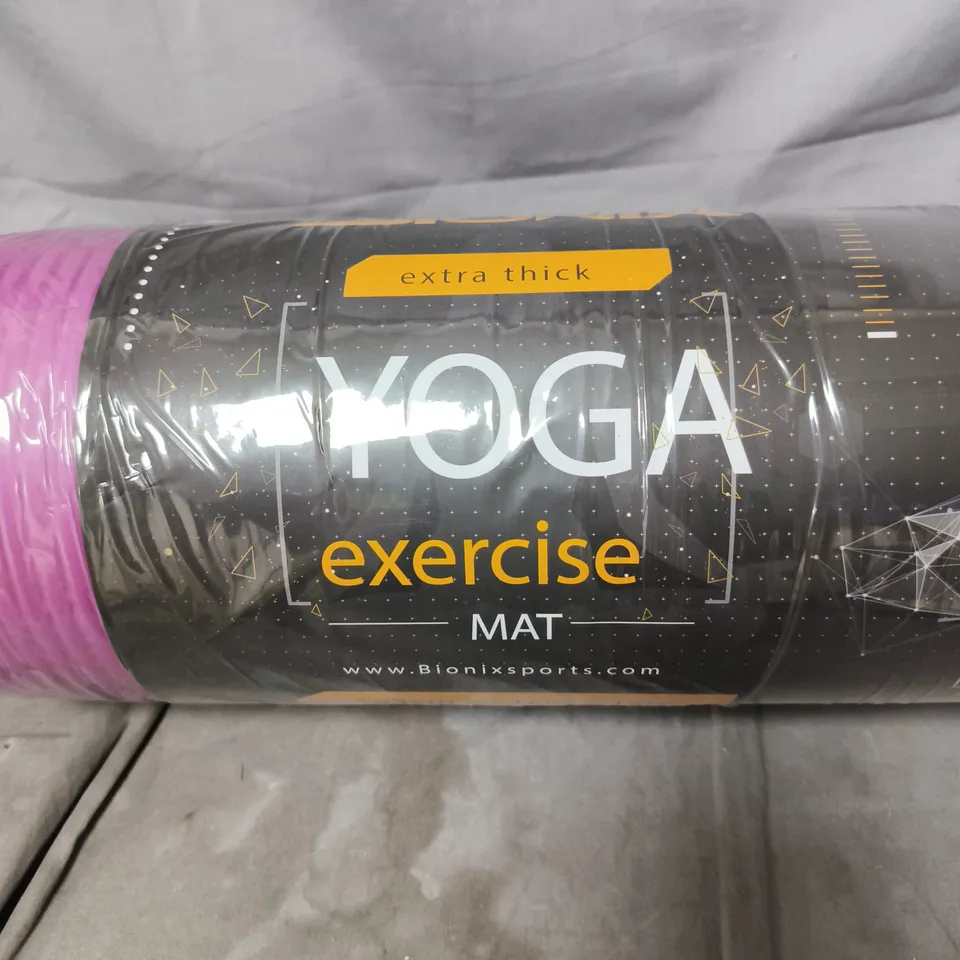 extra thick
YOGA
exercise
MAT
www.Bionixsports.com